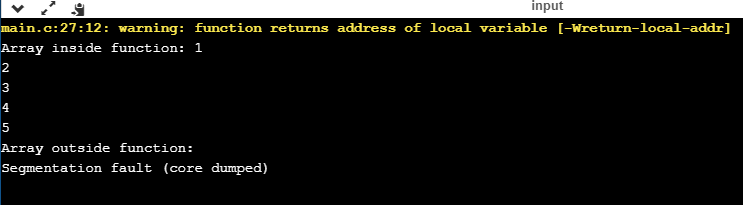 input
main.c:27:12: warning: function returns address of local variable [-Wreturn-local-addr]
Array inside function: 1
2
3
4
5
Array outside function:
Segmentation fault (core dumped)